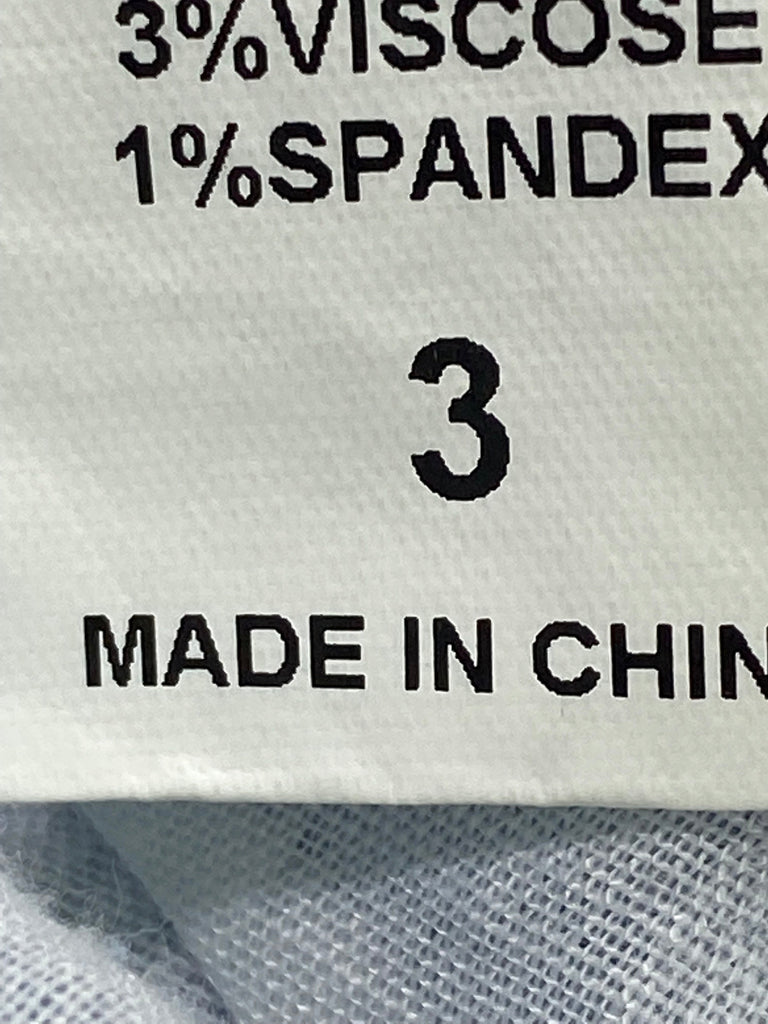 3%VISCOSE
1%SPANDEX
3
MADE IN CHIN